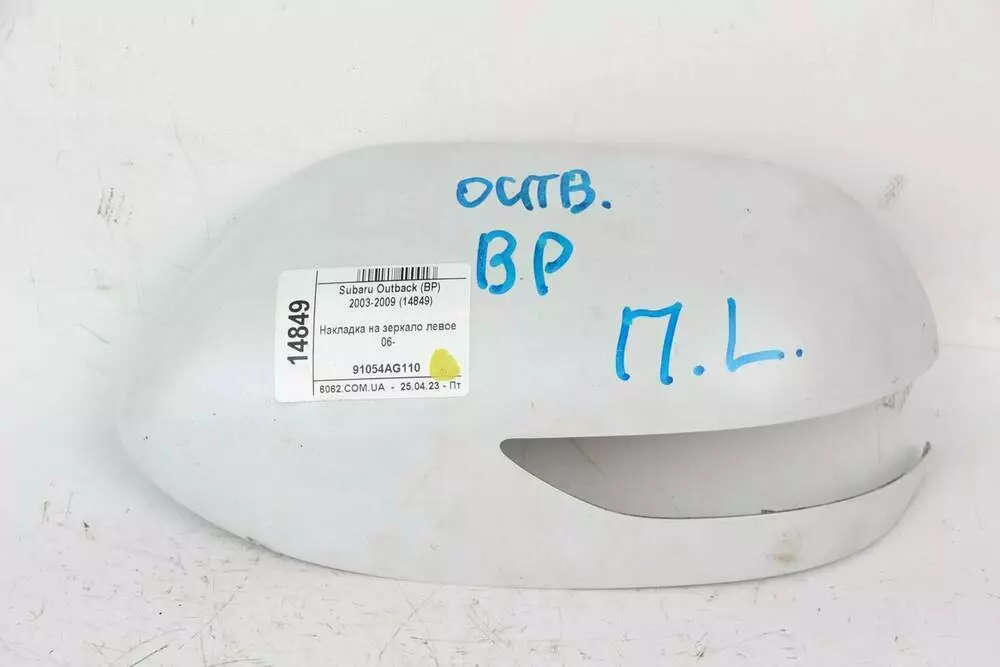 оитв.
BP
П.L.
14849
Subaru Outback (BP)
2003-2009 (14849)
Накладка на зеркало левое
06-
91054AG110
6062.COM.UA - 25.04.23 - Пт